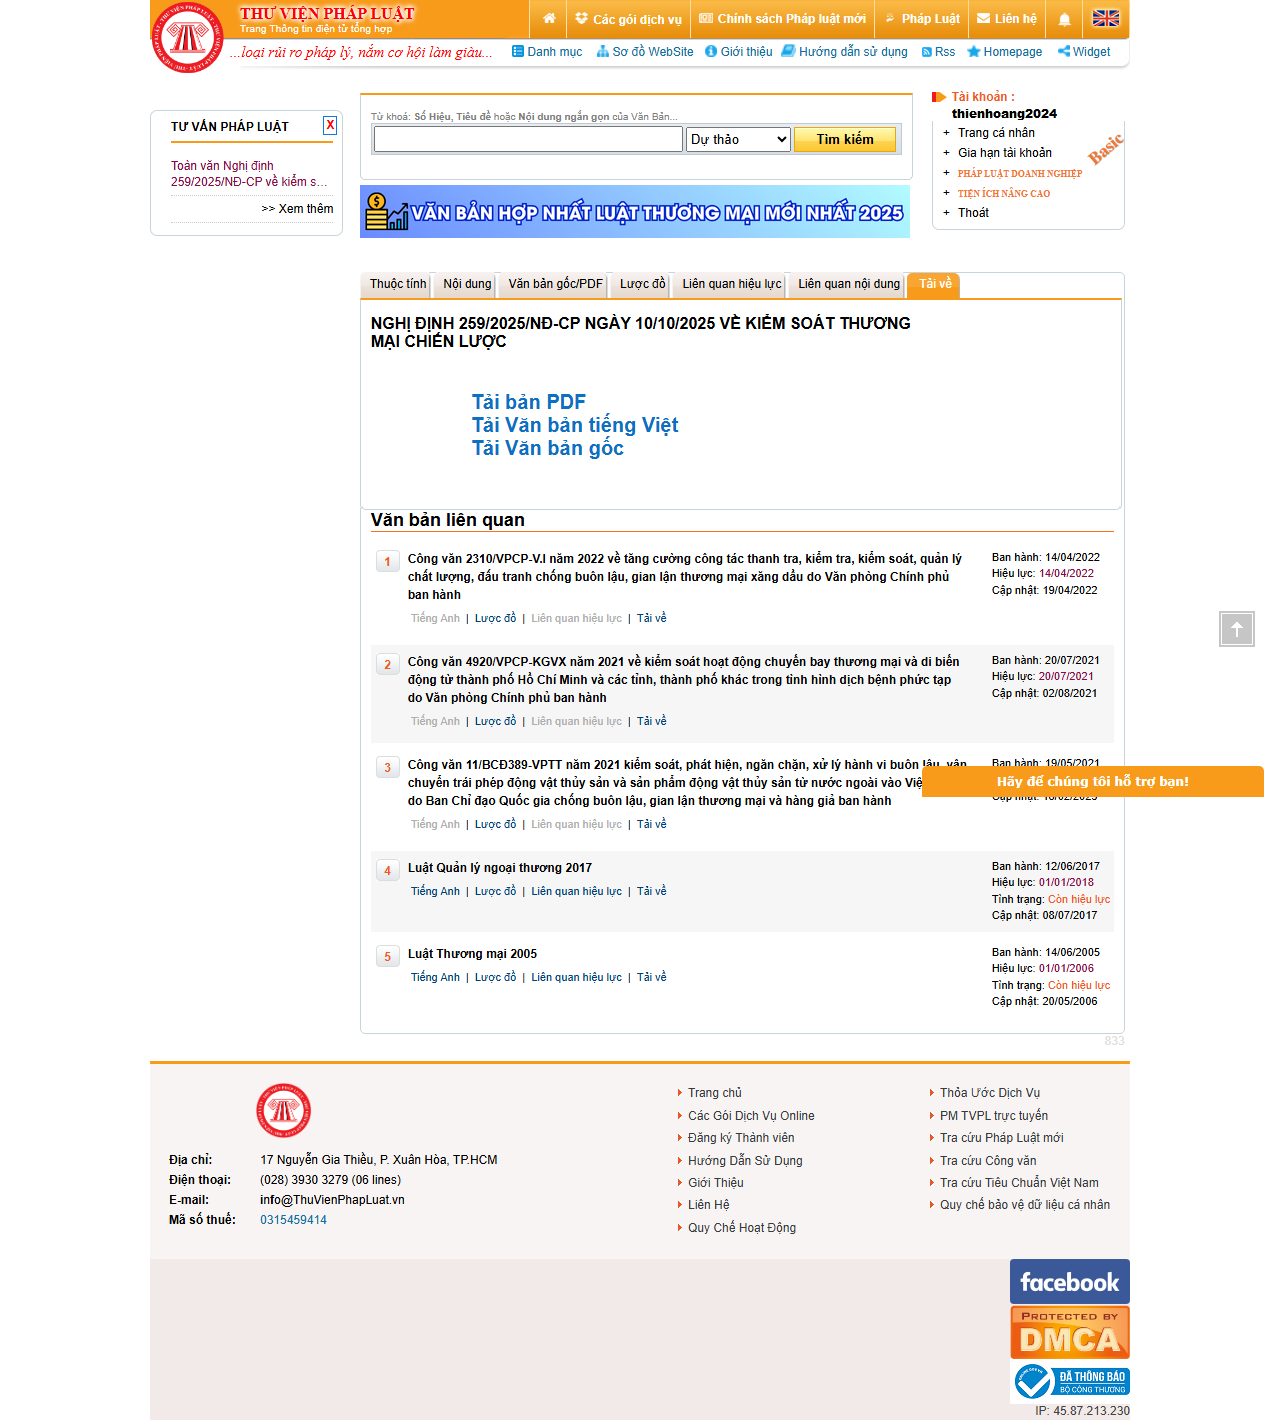 THƯ VIỆN PHÁP LUẬT
Trang Thông tin điện tử tổng hợp
Các gói dịch vụ
Chính sách Pháp luật mới
Pháp Luật
Liên hệ
...loại rủi ro pháp lý, nắm cơ hội làm giàu...
Danh mục
Sơ đồ WebSite
Giới thiệu
Hướng dẫn sử dụng
Rss
Homepage
Widget
TƯ VẤN PHÁP LUẬT
X
Toàn văn Nghị định
259/2025/NĐ-CP về kiểm s...
>> Xem thêm
Từ khoá: Số Hiệu, Tiêu đề hoặc Nội dung ngắn gọn của Văn Bản...
Dự thảo
Tìm kiếm
VĂN BẢN HỢP NHẤT LUẬT THƯƠNG MẠI MỚI NHẤT 2025
Tài khoản :
thienhoang2024
+ Trang cá nhân
+ Gia hạn tài khoản
+ PHÁP LUẬT DOANH NGHIỆP
+ TIỆN ÍCH NÂNG CAO
+ Thoát
Basic
Thuộc tính
Nội dung
Văn bản gốc/PDF
Lược đồ
Liên quan hiệu lực
Liên quan nội dung
Tải về
NGHỊ ĐỊNH 259/2025/NĐ-CP NGÀY 10/10/2025 VỀ KIỂM SOÁT THƯƠNG
MẠI CHIẾN LƯỢC
Tải bản PDF
Tải Văn bản tiếng Việt
Tải Văn bản gốc
Văn bản liên quan
1
Công văn 2310/VPCP-V.I năm 2022 về tăng cường công tác thanh tra, kiểm tra, kiểm soát, quản lý
chất lượng, đấu tranh chống buôn lậu, gian lận thương mại xăng dầu do Văn phòng Chính phủ
ban hành
Tiếng Anh | Lược đồ | Liên quan hiệu lực | Tải về
Ban hành: 14/04/2022
Hiệu lực: 14/04/2022
Cập nhật: 19/04/2022
2
Công văn 4920/VPCP-KGVX năm 2021 về kiểm soát hoạt động chuyến bay thương mại và di biến
động từ thành phố Hồ Chí Minh và các tỉnh, thành phố khác trong tình hình dịch bệnh phức tạp
do Văn phòng Chính phủ ban hành
Tiếng Anh | Lược đồ | Liên quan hiệu lực | Tải về
Ban hành: 20/07/2021
Hiệu lực: 20/07/2021
Cập nhật: 02/08/2021
3
Công văn 11/BCĐ389-VPTT năm 2021 kiểm soát, phát hiện, ngăn chặn, xử lý hành vi buôn lậu, vận
chuyển trái phép động vật thủy sản và sản phẩm động vật thủy sản từ nước ngoài vào Việ
do Ban Chỉ đạo Quốc gia chống buôn lậu, gian lận thương mại và hàng giả ban hành
Tiếng Anh | Lược đồ | Liên quan hiệu lực | Tải về
Ban hành: 19/05/2021
Hãy để chúng tôi hỗ trợ bạn!
4
Luật Quản lý ngoại thương 2017
Tiếng Anh | Lược đồ | Liên quan hiệu lực | Tải về
Ban hành: 12/06/2017
Hiệu lực: 01/01/2018
Tình trạng: Còn hiệu lực
Cập nhật: 08/07/2017
5
Luật Thương mại 2005
Tiếng Anh | Lược đồ | Liên quan hiệu lực | Tải về
Ban hành: 14/06/2005
Hiệu lực: 01/01/2006
Tình trạng: Còn hiệu lực
Cập nhật: 20/05/2006
833
Địa chỉ: 17 Nguyễn Gia Thiều, P. Xuân Hòa, TP.HCM
Điện thoại: (028) 3930 3279 (06 lines)
E-mail: info@ThuVienPhapLuat.vn
Mã số thuế: 0315459414
Trang chủ
Các Gói Dịch Vụ Online
Đăng ký Thành viên
Hướng Dẫn Sử Dụng
Giới Thiệu
Liên Hệ
Quy Chế Hoạt Động
Thỏa Ước Dịch Vụ
PM TVPL trực tuyến
Tra cứu Pháp Luật mới
Tra cứu Công văn
Tra cứu Tiêu Chuẩn Việt Nam
Quy chế bảo vệ dữ liệu cá nhân
facebook
PROTECTED BY
DMCA
ĐÃ THÔNG BÁO
BỘ CÔNG THƯƠNG
IP: 45.87.213.230